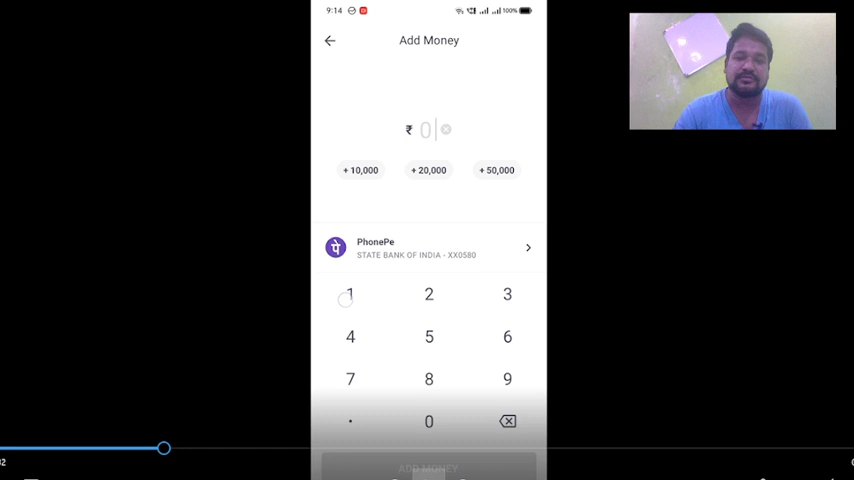 9:14 100%
Add Money
₹ 0
+ 10,000 + 20,000 + 50,000
पे PhonePe
STATE BANK OF INDIA - XX0580
1 2 3
4 5 6
7 8 9
. 0
ADD MONEY